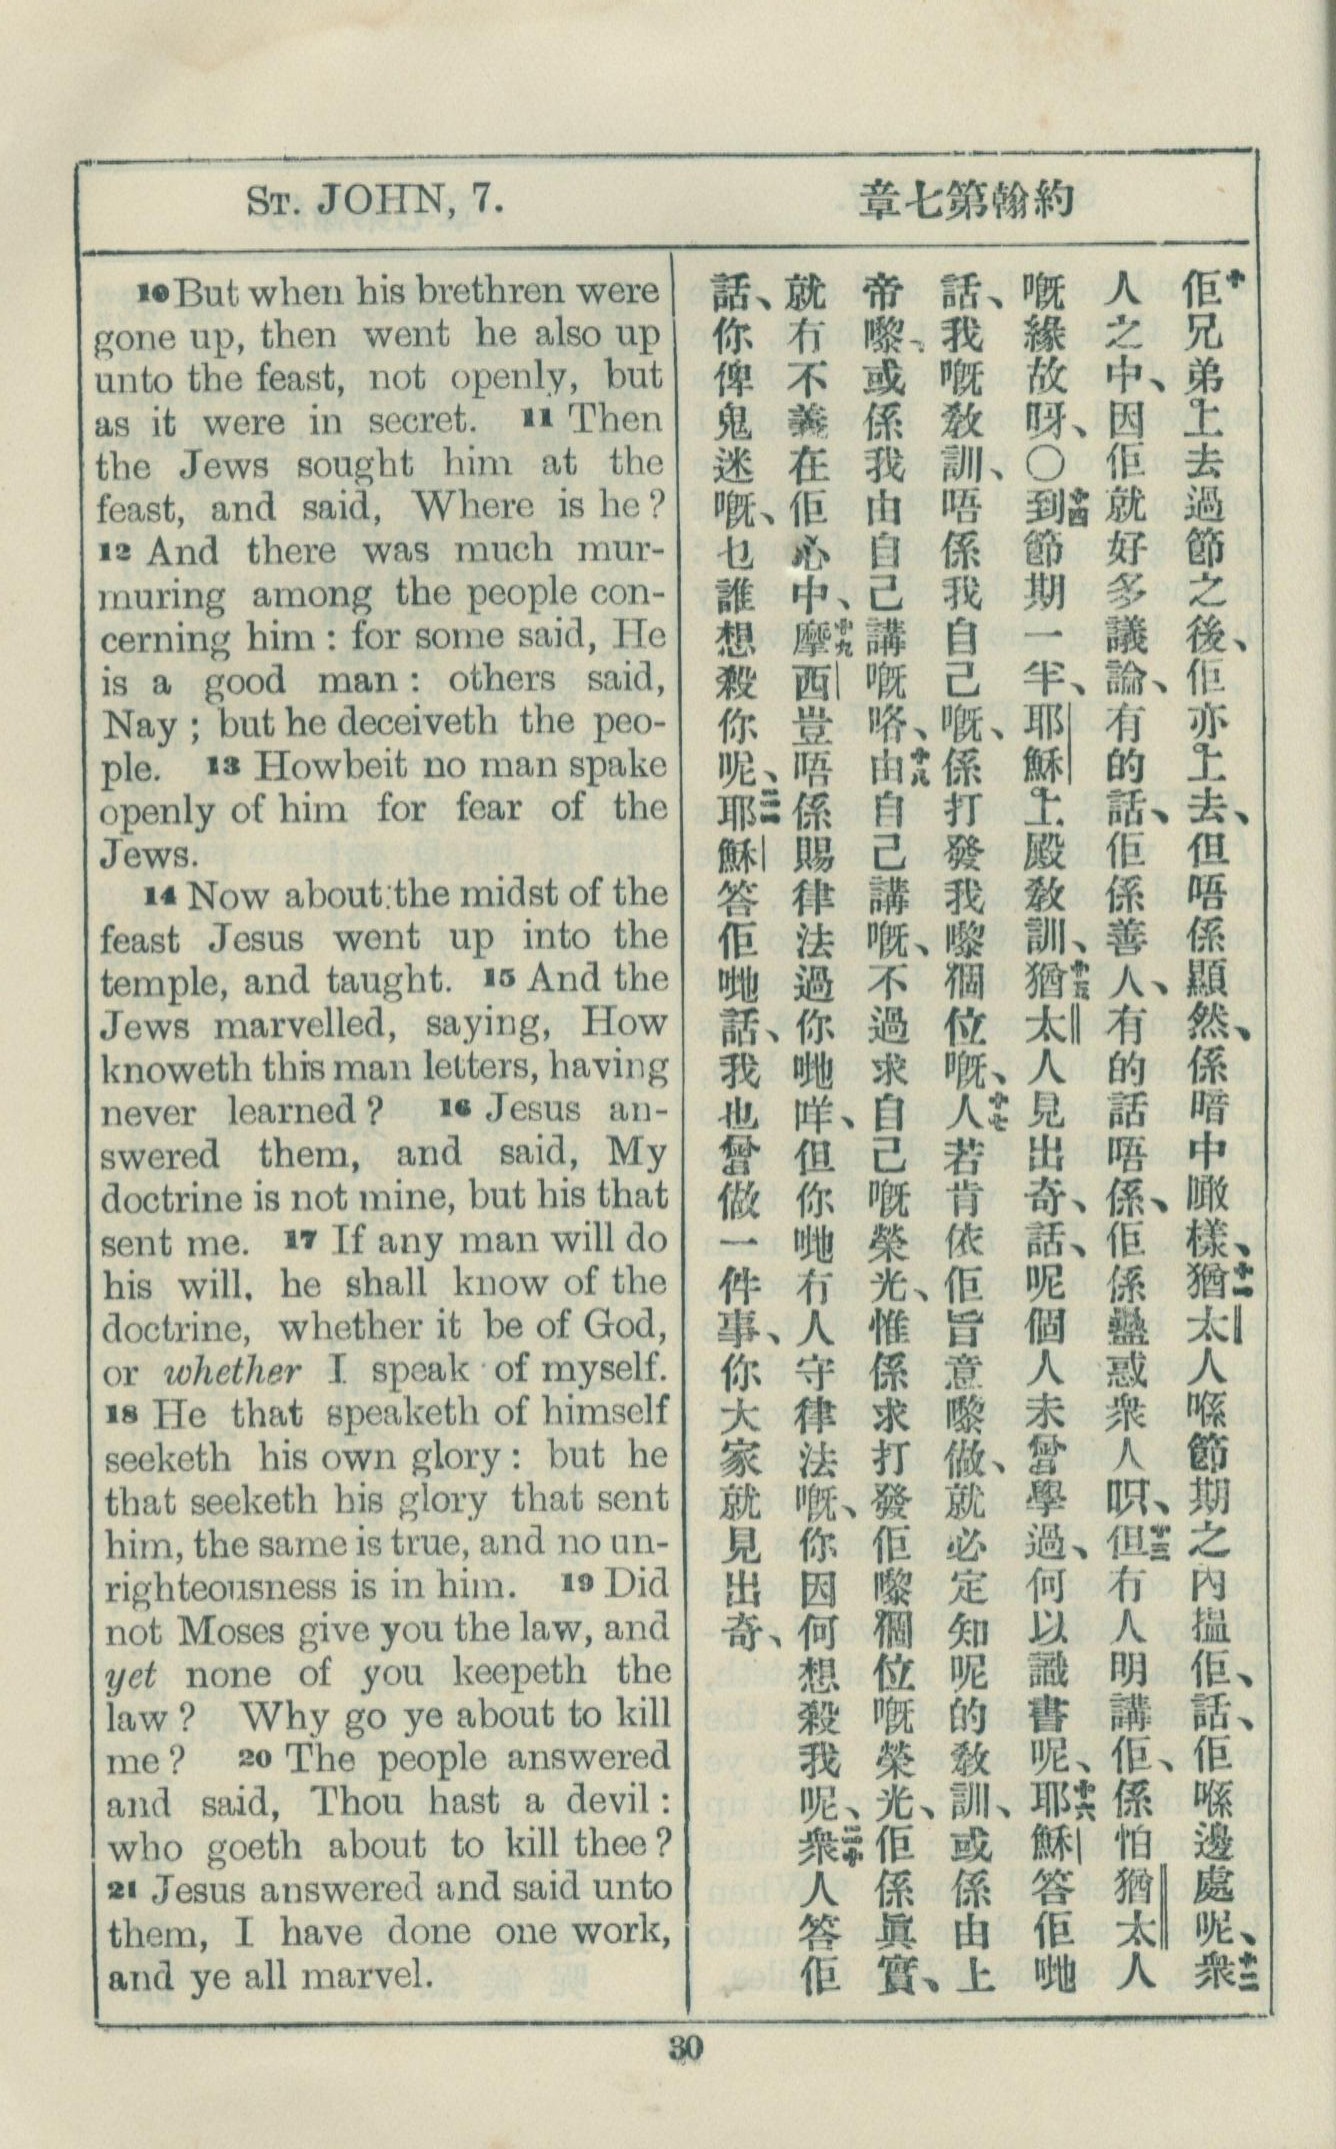 St. JOHN, 7.
約翰第七章
10 But when his brethren were
gone up, then went he also up
unto the feast, not openly, but
as it were in secret. 11 Then
the Jews sought him at the
feast, and said, Where is he?
12 And there was much mur-
muring among the people con-
cerning him : for some said, He
is a good man : others said,
Nay ; but he deceiveth the peo-
ple. 13 Howbeit no man spake
openly of him for fear of the
Jews.
14 Now about the midst of the
feast Jesus went up into the
temple, and taught. 15 And the
Jews marvelled, saying, How
knoweth this man letters, having
never learned? 16 Jesus an-
swered them, and said, My
doctrine is not mine, but his that
sent me. 17 If any man will do
his will, he shall know of the
doctrine, whether it be of God,
or whether I speak of myself.
18 He that speaketh of himself
seeketh his own glory : but he
that seeketh his glory that sent
him, the same is true, and no un-
righteousness is in him. 19 Did
not Moses give you the law, and
yet none of you keepeth the
law? Why go ye about to kill
me? 20 The people answered
and said, Thou hast a devil :
who goeth about to kill thee?
21 Jesus answered and said unto
them, I have done one work,
and ye all marvel.
十佢兄弟上去過節之後、佢亦上去、但唔係顯然、係暗中噉樣、十一猶太人喺節期之內搵佢、話、佢喺邊處呢、十二衆
人之中、因佢就好多議論、有的話、佢係善人、有的話唔係、佢係蠱惑衆人呮、十三但冇人明講佢、係怕猶太人
嘅緣故呀、〇十四到節期一半、耶穌上殿教訓、十五猶太人見出奇、話、呢個人未曾學過、何以識書呢、十六耶穌答佢哋
話、我嘅教訓、唔係我自己嘅、係打發我嚟嗰位嘅、十七人若肯依佢旨意嚟做、就必定知呢的教訓、或係由上
帝嚟、或係我由自己講嘅咯、十八由自己講嘅、不過求自己嘅榮光、惟係求打發佢嚟嗰位嘅榮光、佢係眞實、
就冇不義在佢心中、十九摩西豈唔係賜律法過你哋咩、但你哋冇人守律法嘅、你因何想殺我呢、二十衆人答佢
話、你俾鬼迷嘅、乜誰想殺你呢、二一耶穌答佢哋話、我也曾做一件事、你大家就見出奇、
30